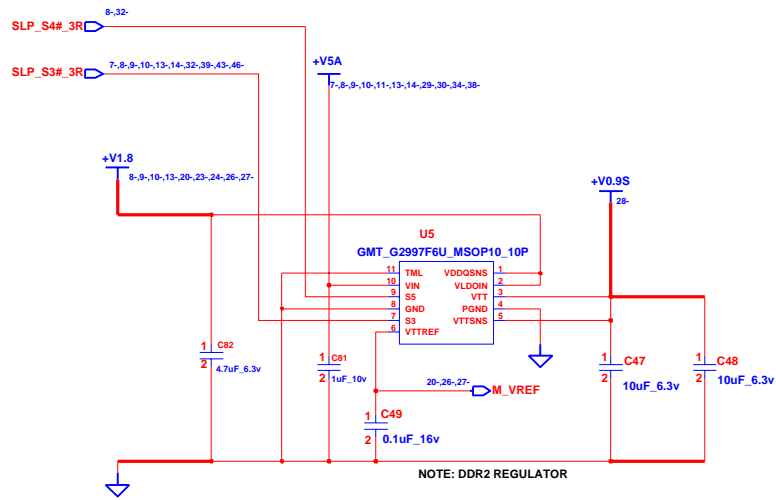 SLP_S4#_3R
8-,32-
SLP_S3#_3R
7-,8-,9-,10-,13-,14-,32-,39-,43-,46-
+V5A
7-,8-,9-,10-,11-,13-,14-,29-,30-,34-,38-
+V1.8
8-,9-,10-,13-,20-,23-,24-,26-,27-
+V0.9S
28-
U5
GMT_G2997F6U_MSOP10_10P
11 TML VDDQSNS 1
10 VIN VLDOIN 2
9 S5 VTT 3
8 GND PGND 4
7 S3 VTTSNS 5
6 VTTREF
1 C82
2 4.7uF_6.3v
1 C81
2 1uF_10v
1 C47
2 10uF_6.3v
1 C48
2 10uF_6.3v
20-,26-,27-
M_VREF
1 C49
2 0.1uF_16v
NOTE: DDR2 REGULATOR